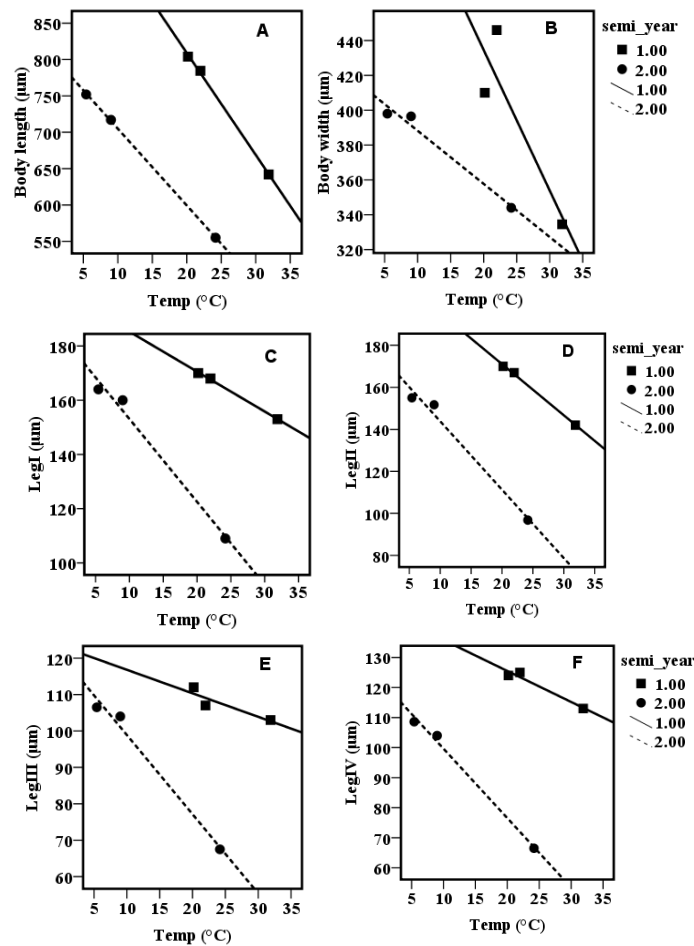 A
Body length (µm)
850
800
750
700
650
600
550
5 10 15 20 25 30 35
Temp (°C)
B
Body width (µm)
440
420
400
380
360
340
320
5 10 15 20 25 30 35
Temp (°C)
semi_year
1.00
2.00
1.00
2.00
C
LegI (µm)
180
160
140
120
100
5 10 15 20 25 30 35
Temp (°C)
D
LegII (µm)
180
160
140
120
100
80
5 10 15 20 25 30 35
Temp (°C)
semi_year
1.00
2.00
1.00
2.00
E
LegIII (µm)
120
110
100
90
80
70
60
5 10 15 20 25 30 35
Temp (°C)
F
LegIV (µm)
130
120
110
100
90
80
70
60
5 10 15 20 25 30 35
Temp (°C)
semi_year
1.00
2.00
1.00
2.00